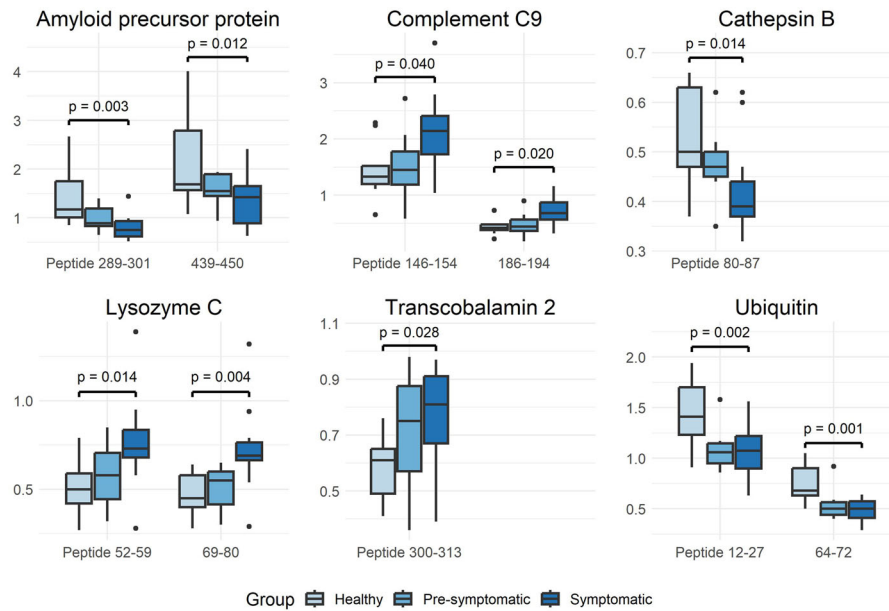 Amyloid precursor protein
p = 0.012
p = 0.003
4
3
2
1
Peptide 289-301 439-450
Complement C9
p = 0.040
p = 0.020
3
2
1
Peptide 146-154 186-194
Cathepsin B
p = 0.014
0.7
0.6
0.5
0.4
0.3
Peptide 80-87
Lysozyme C
p = 0.014 p = 0.004
1.0
0.5
Peptide 52-59 69-80
Transcobalamin 2
p = 0.028
1.1
0.9
0.7
0.5
Peptide 300-313
Ubiquitin
p = 0.002
p = 0.001
2.0
1.5
1.0
0.5
Peptide 12-27 64-72
Group Healthy Pre-symptomatic Symptomatic